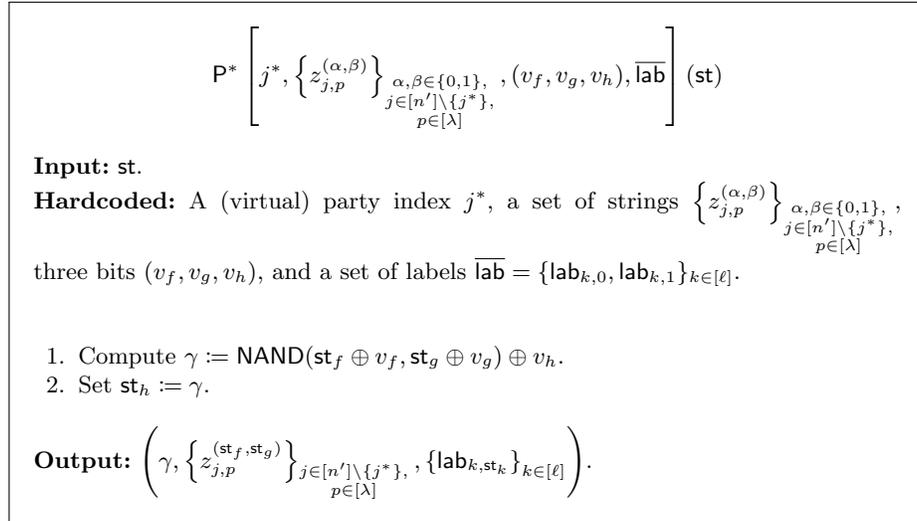 P* [ j*, { z_{j,p}^{(α,β)} }_{α,β∈{0,1}, j∈[n′]\{j*}, p∈[λ]} , (v_f, v_g, v_h), \overline{lab} ] (st)
Input: st.
Hardcoded: A (virtual) party index j*, a set of strings { z_{j,p}^{(α,β)} }_{α,β∈{0,1}, j∈[n′]\{j*}, p∈[λ]} ,
three bits (v_f, v_g, v_h), and a set of labels \overline{lab} = {lab_{k,0}, lab_{k,1}}_{k∈[ℓ]}.
1. Compute γ := NAND(st_f ⊕ v_f, st_g ⊕ v_g) ⊕ v_h.
2. Set st_h := γ.
Output: ( γ, { z_{j,p}^{(st_f,st_g)} }_{j∈[n′]\{j*}, p∈[λ]} , {lab_{k,st_k}}_{k∈[ℓ]} ).